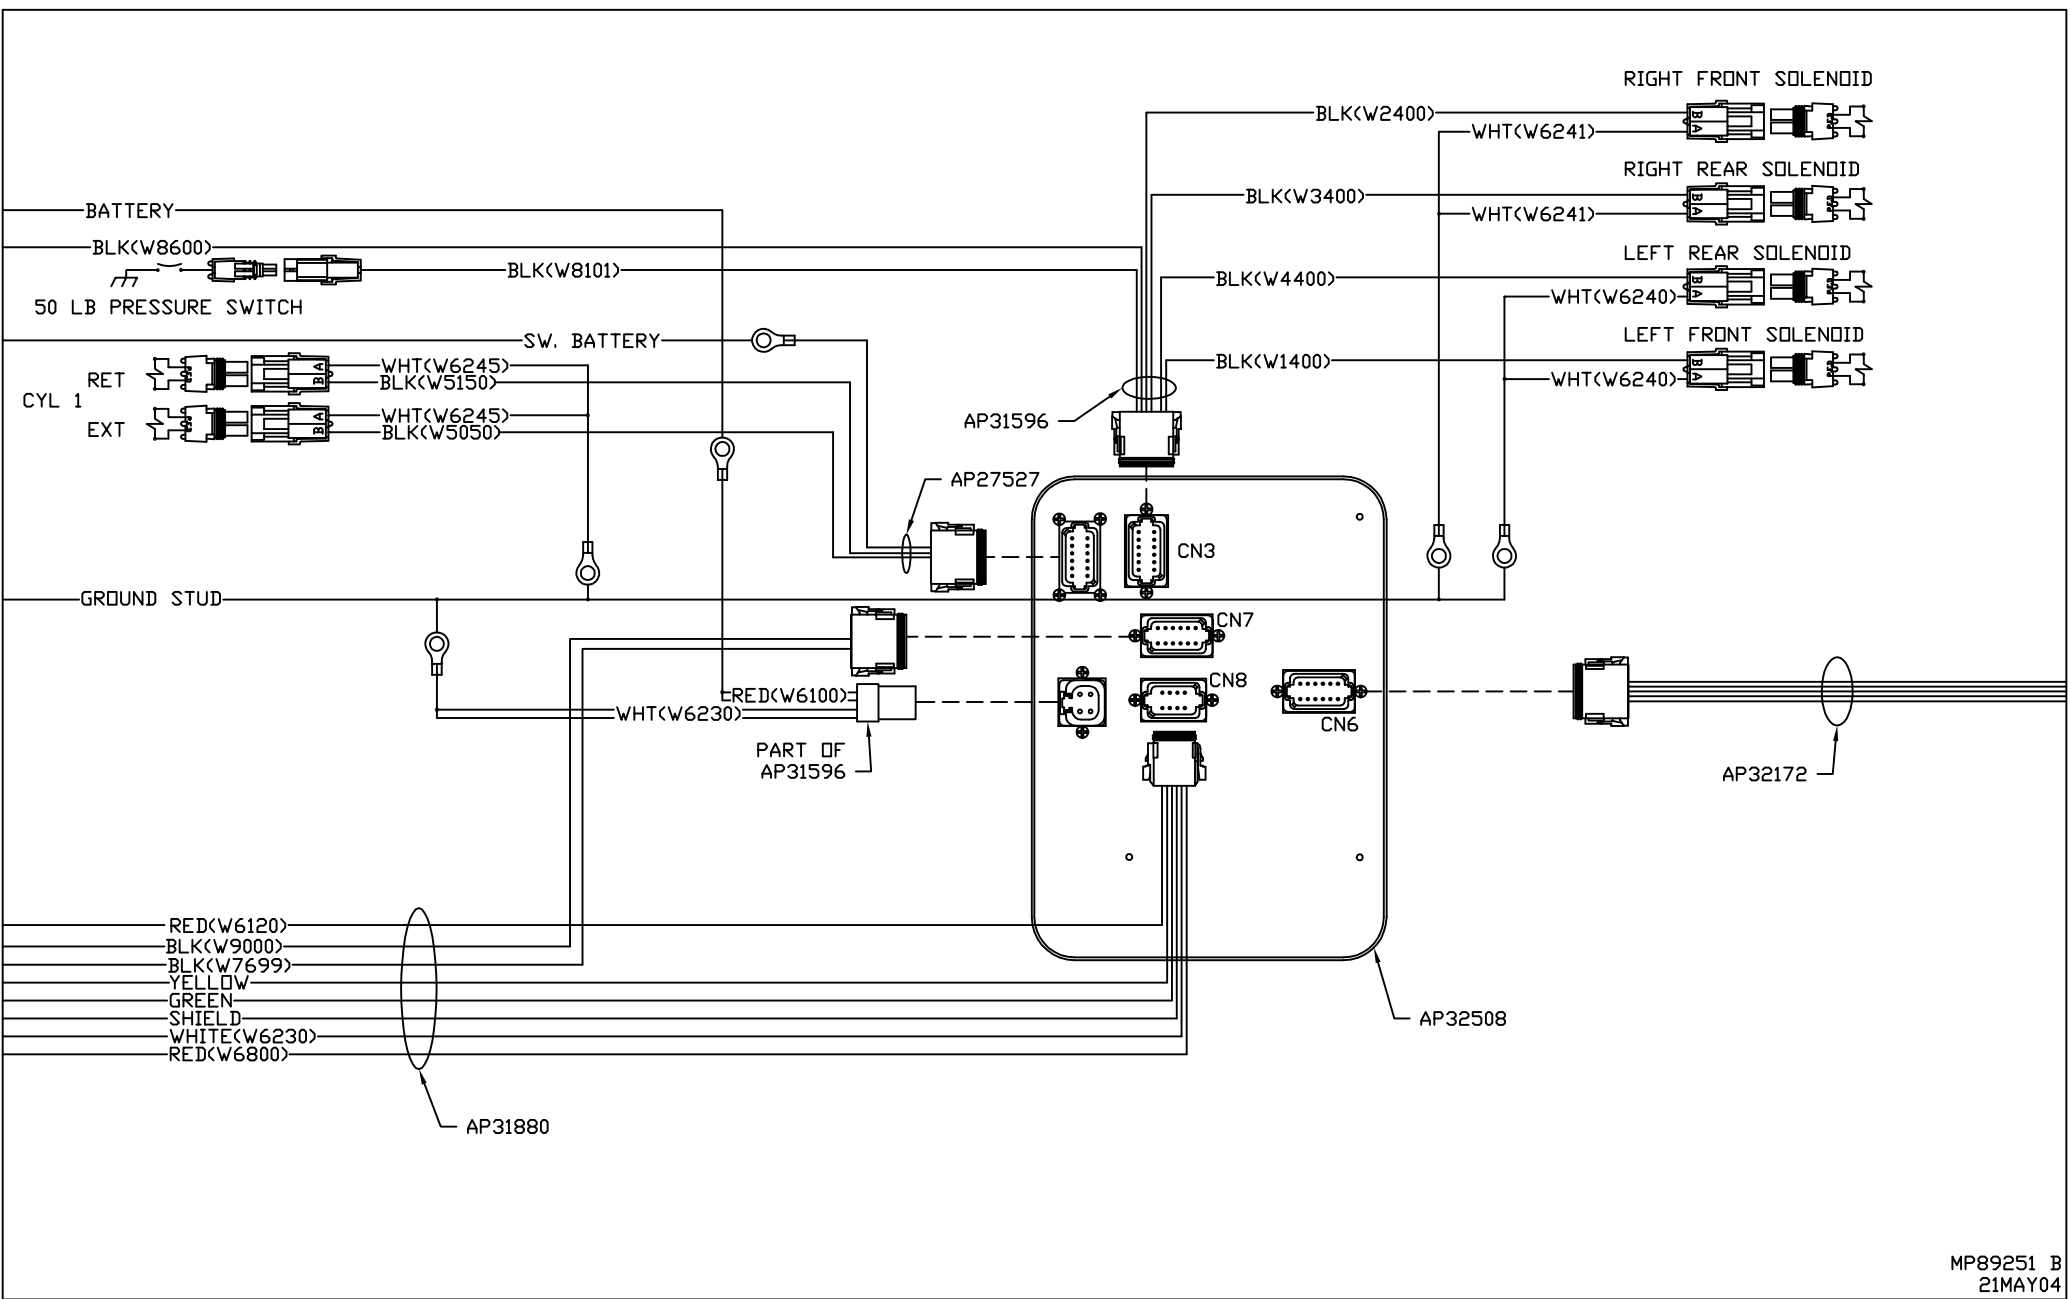 RIGHT FRONT SOLENOID
BLK(W2400)
WHT(W6241)
B
A
RIGHT REAR SOLENOID
BLK(W3400)
WHT(W6241)
B
A
BATTERY
BLK(W8600)
BLK(W8101)
50 LB PRESSURE SWITCH
LEFT REAR SOLENOID
BLK(W4400)
WHT(W6240)
B
A
SW. BATTERY
LEFT FRONT SOLENOID
BLK(W1400)
WHT(W6240)
B
A
CYL 1
RET
WHT(W6245)
BLK(W5150)
A
B
EXT
WHT(W6245)
BLK(W5050)
A
B
AP31596
AP27527
CN3
GROUND STUD
CN7
CN8
CN6
RED(W6100)
WHT(W6230)
PART OF
AP31596
AP32172
RED(W6120)
BLK(W9000)
BLK(W7699)
YELLOW
GREEN
SHIELD
WHITE(W6230)
RED(W6800)
AP32508
AP31880
MP89251 B
21MAY04